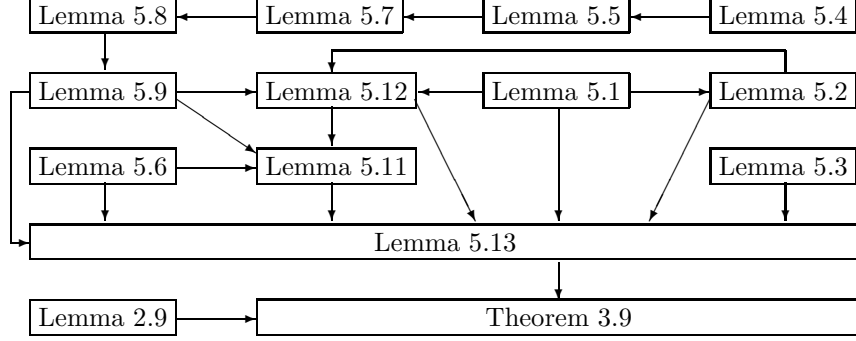 Lemma 5.8 Lemma 5.7 Lemma 5.5 Lemma 5.4
Lemma 5.9 Lemma 5.12 Lemma 5.1 Lemma 5.2
Lemma 5.6 Lemma 5.11 Lemma 5.3
Lemma 5.13
Lemma 2.9 Theorem 3.9